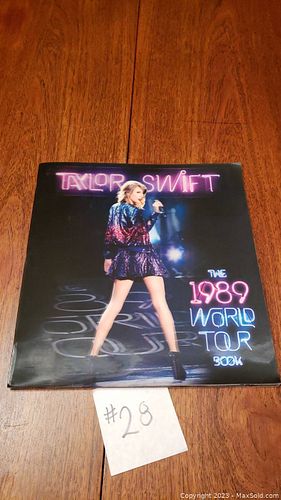 TAYLOR SWIFT
THE
1989
WORLD
TOUR
BOOK
#28
Copyright 2023 - MaxSold.com